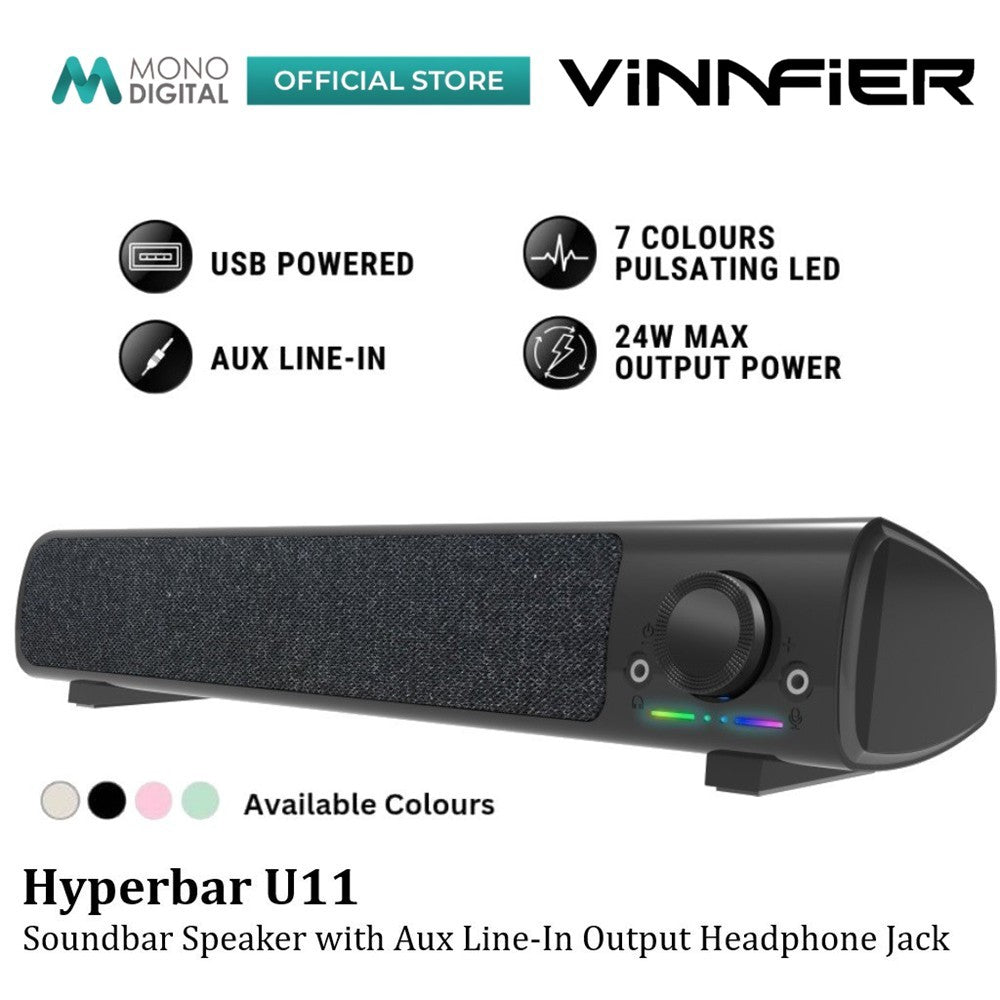 MONO
DIGITAL
OFFICIAL STORE
ViNNFiER
USB POWERED
7 COLOURS
PULSATING LED
AUX LINE-IN
24W MAX
OUTPUT POWER
Available Colours
Hyperbar U11
Soundbar Speaker with Aux Line-In Output Headphone Jack